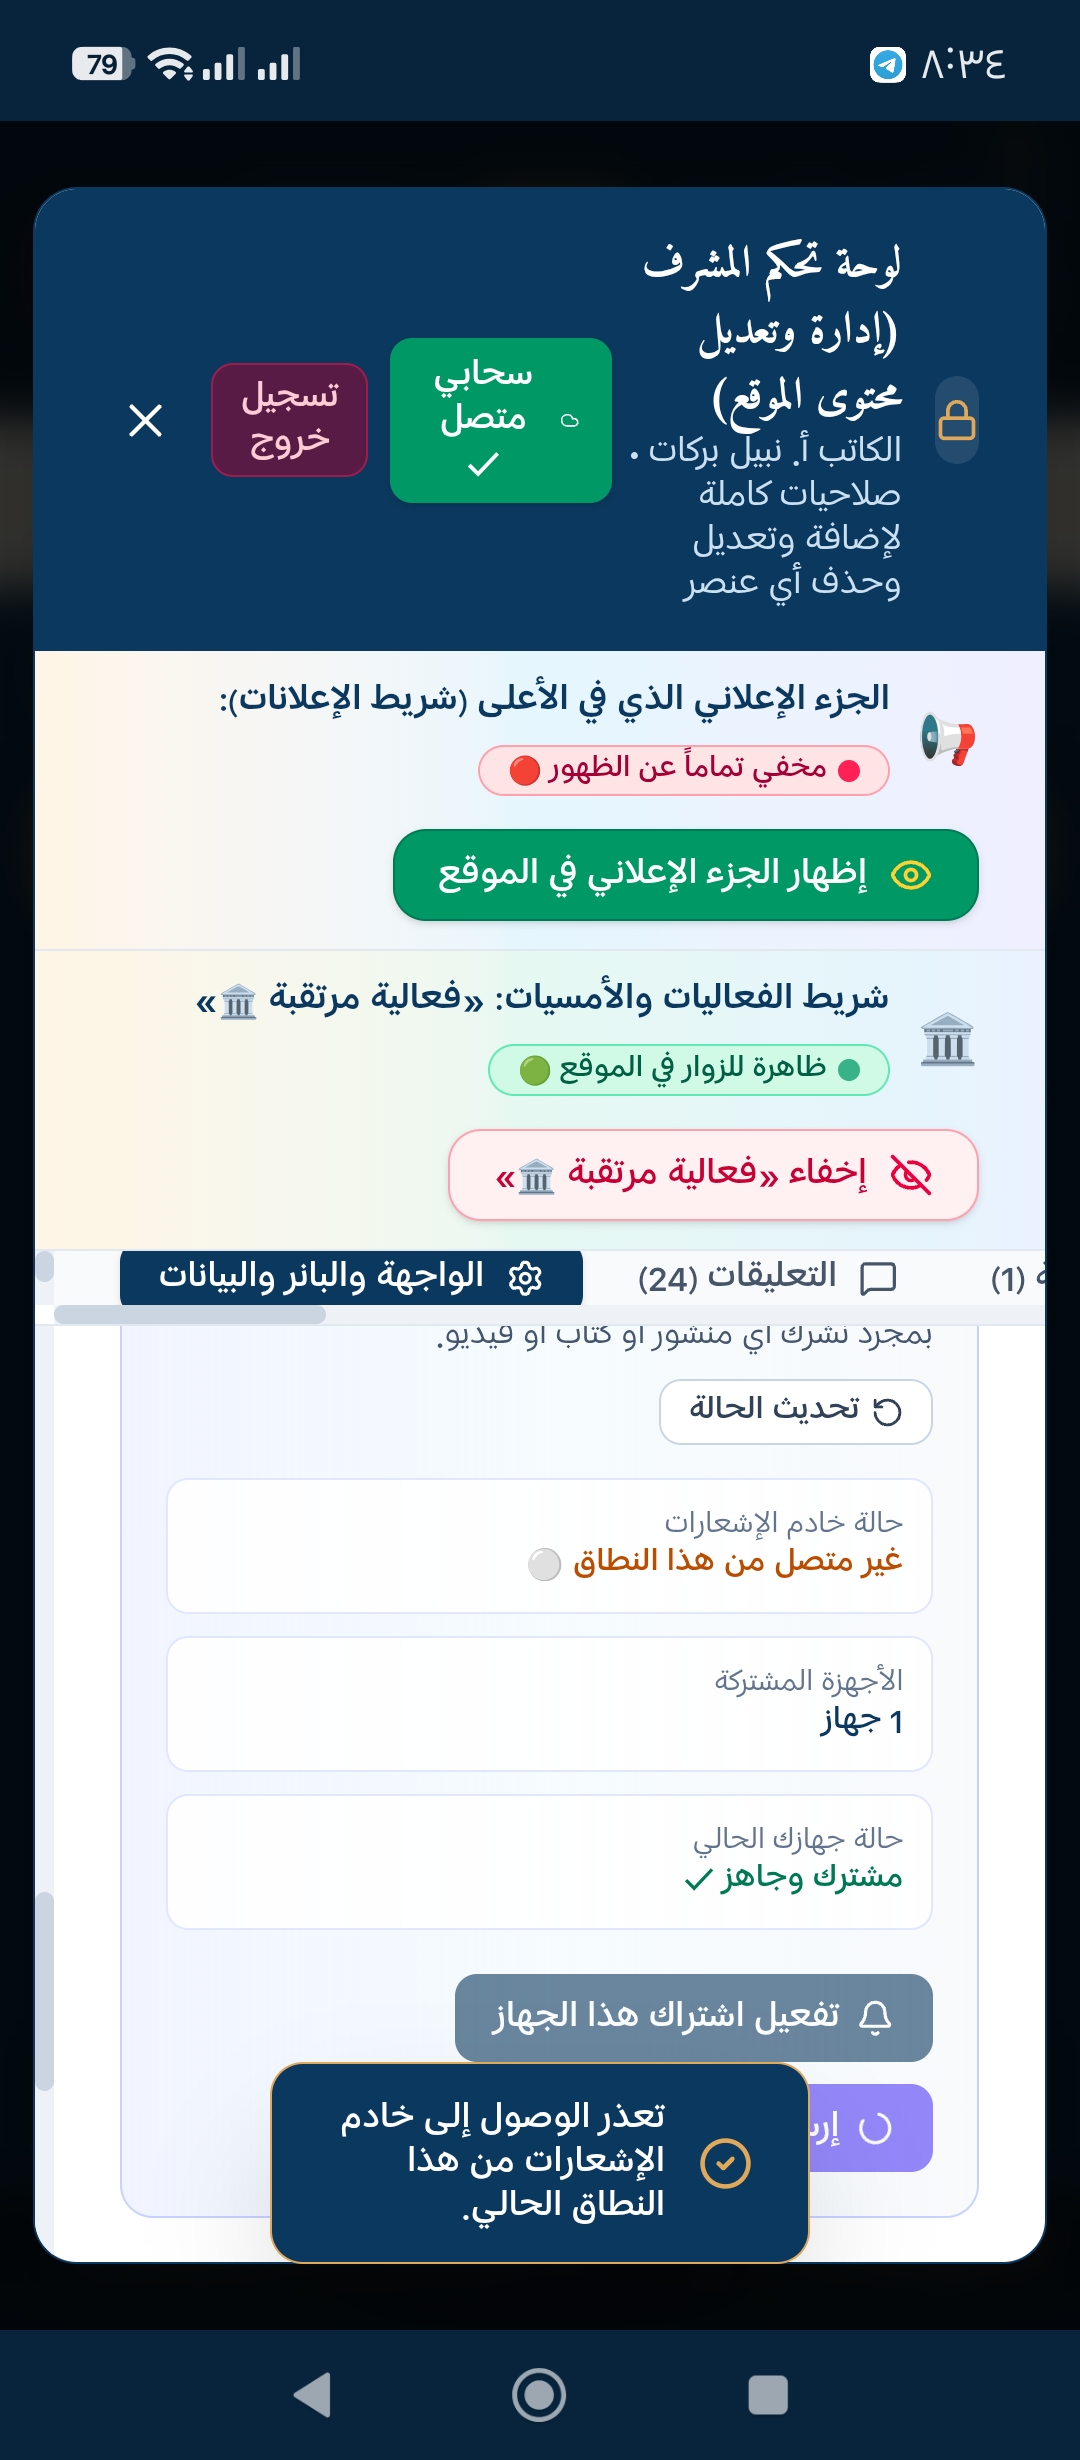 79
٨:٣٤
لوحة تحكم المشرف
(إدارة وتعديل
محتوى الموقع)
الكاتب أ. نبيل بركات •
صلاحيات كاملة
لإضافة وتعديل
وحذف أي عنصر
سحابي
متصل
✓
تسجيل
خروج
الجزء الإعلاني الذي في الأعلى (شريط الإعلانات):
مخفي تماماً عن الظهور 🔴
إظهار الجزء الإعلاني في الموقع
شريط الفعاليات والأمسيات: «فعالية مرتقبة 🏛️»
ظاهرة للزوار في الموقع 🟢
إخفاء «فعالية مرتقبة 🏛️»
(1)
التعليقات (24)
الواجهة والبانر والبيانات
بمجرد نشرك أي منشور أو كتاب أو فيديو.
تحديث الحالة
حالة خادم الإشعارات
غير متصل من هذا النطاق ⚪
الأجهزة المشتركة
1 جهاز
حالة جهازك الحالي
مشترك وجاهز ✓
تفعيل اشتراك هذا الجهاز
تعذر الوصول إلى خادم
الإشعارات من هذا
النطاق الحالي.